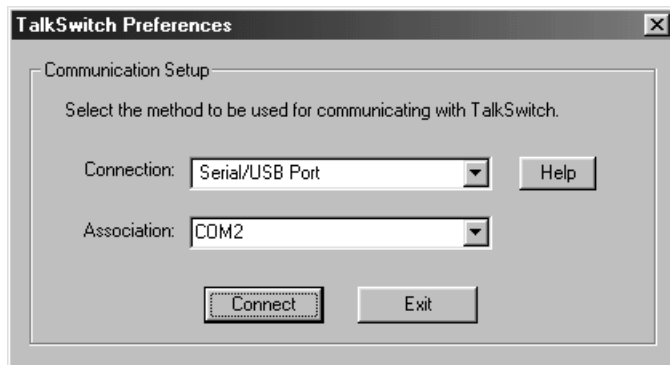 TalkSwitch Preferences
Communication Setup
Select the method to be used for communicating with TalkSwitch.
Connection: Serial/USB Port Help
Association: COM2
Connect Exit